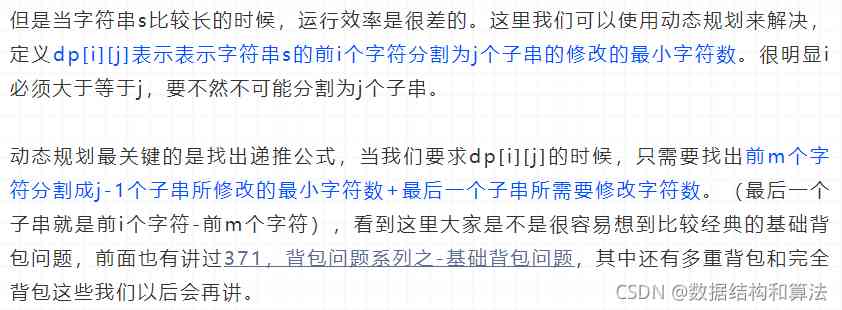 但是当字符串s比较长的时候，运行效率是很差的。这里我们可以使用动态规划来解决，
定义dp[i][j]表示表示字符串s的前i个字符分割为j个子串的修改的最小字符数。很明显i
必须大于等于j，要不然不可能分割为j个子串。
动态规划最关键的是找出递推公式，当我们要求dp[i][j]的时候，只需要找出前m个字
符分割成j-1个子串所修改的最小字符数+最后一个子串所需要修改字符数。（最后一个
子串就是前i个字符-前m个字符），看到这里大家是不是很容易想到比较经典的基础背
包问题，前面也有讲过371，背包问题系列之-基础背包问题，其中还有多重背包和完全
背包这些我们以后会再讲。
CSDN @数据结构和算法